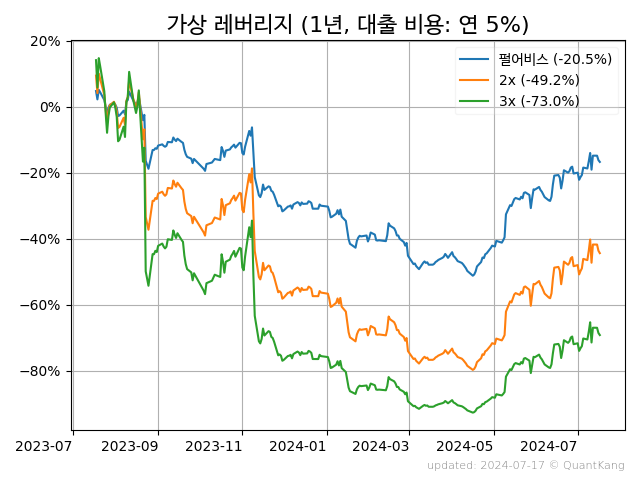 가상 레버리지 (1년, 대출 비용: 연 5%)
펄어비스 (-20.5%)
2x (-49.2%)
3x (-73.0%)
20%
0%
−20%
−40%
−60%
−80%
2023-07 2023-09 2023-11 2024-01 2024-03 2024-05 2024-07
updated: 2024-07-17 © QuantKang